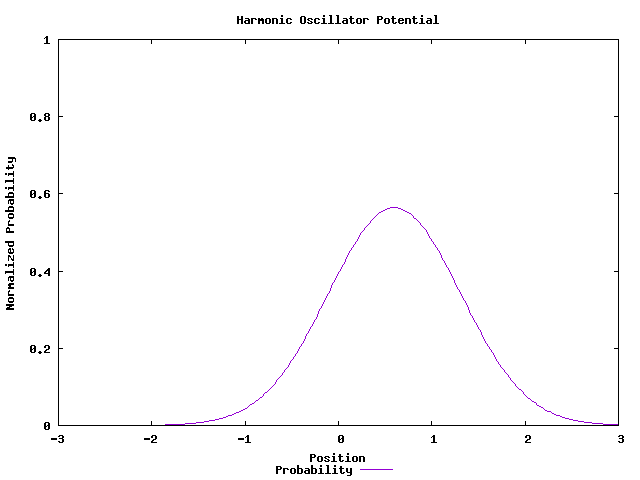 Harmonic Oscillator Potential
Normalized Probability
1
0.8
0.6
0.4
0.2
0
-3 -2 -1 0 1 2 3
Position
Probability